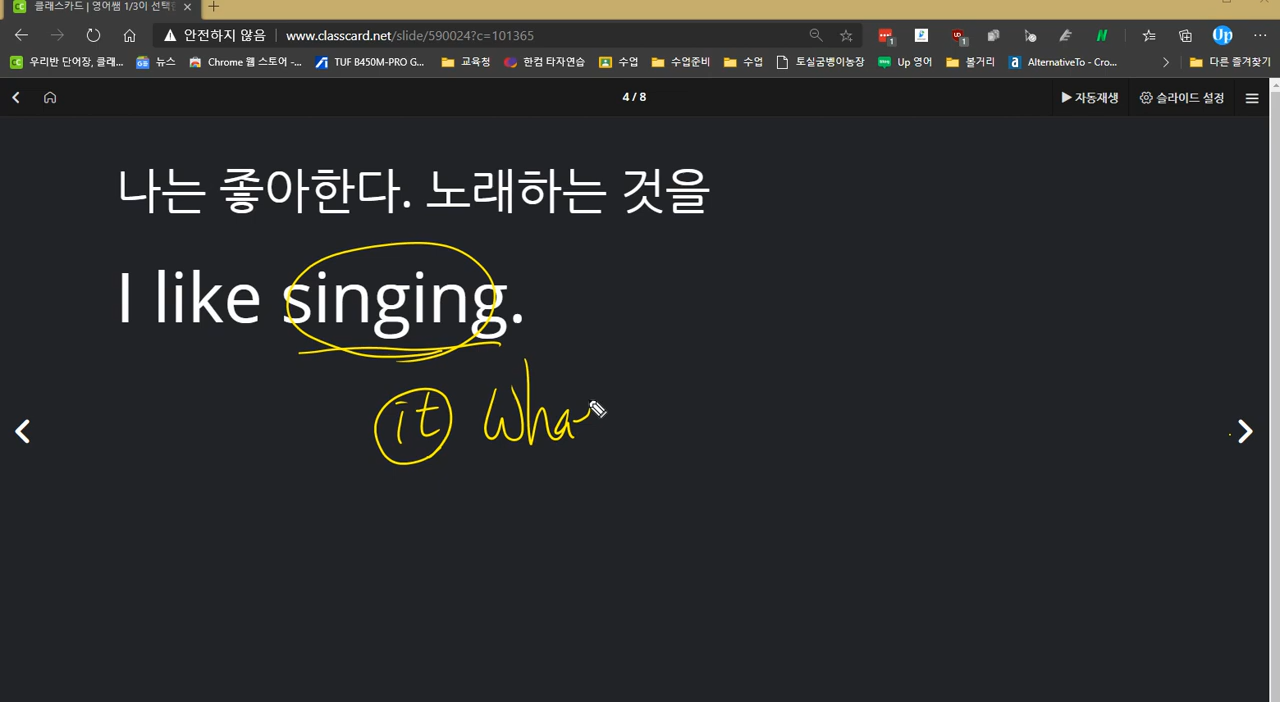 클래스카드 | 영어쌤 1/3이 선택한
안전하지 않음 | www.classcard.net/slide/590024?c=101365
우리반 단어장, 클래... 뉴스 Chrome 웹 스토어 -... TUF B450M-PRO G... 교육청 한컴 타자연습 수업 수업준비 수업 토실굼벵이농장 Up 영어 볼거리 AlternativeTo - Cro... 다른 즐겨찾기
4 / 8 자동재생 슬라이드 설정
나는 좋아한다. 노래하는 것을
I like singing.
it Wha